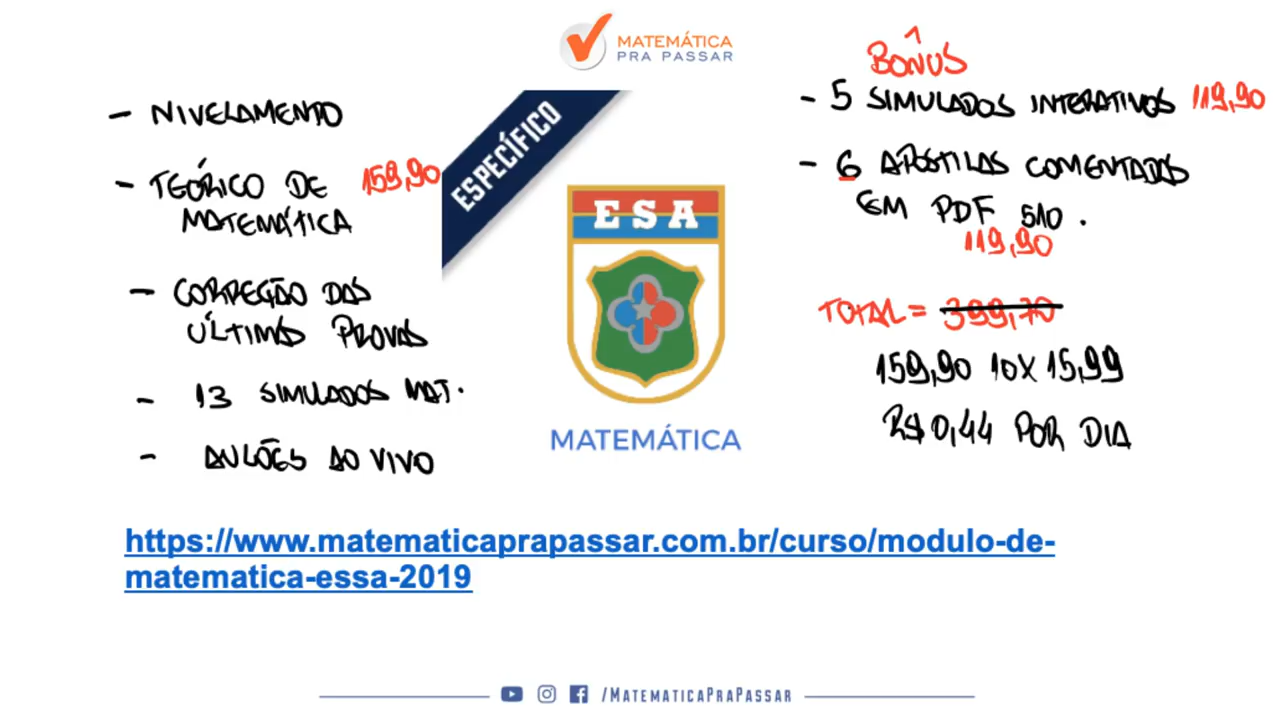 MATEMÁTICA
PRA PASSAR
- NIVELAMENTO
- TEÓRICO DE 159,90
MATEMÁTICA
- CORREÇÃO DAS
ÚLTIMAS PROVAS
- 13 SIMULADOS MAT.
- AULÕES AO VIVO
ESPECÍFICO
ESA
MATEMÁTICA
BÔNUS
- 5 SIMULADOS INTERATIVOS 119,90
- 6 APOSTILAS COMENTADAS
EM PDF 510.
119,90
TOTAL = 399,70
159,90 10X 15,99
R$0,44 POR DIA
https://www.matematicaprapassar.com.br/curso/modulo-de-
matematica-essa-2019
/MATEMATICAPRAPASSAR